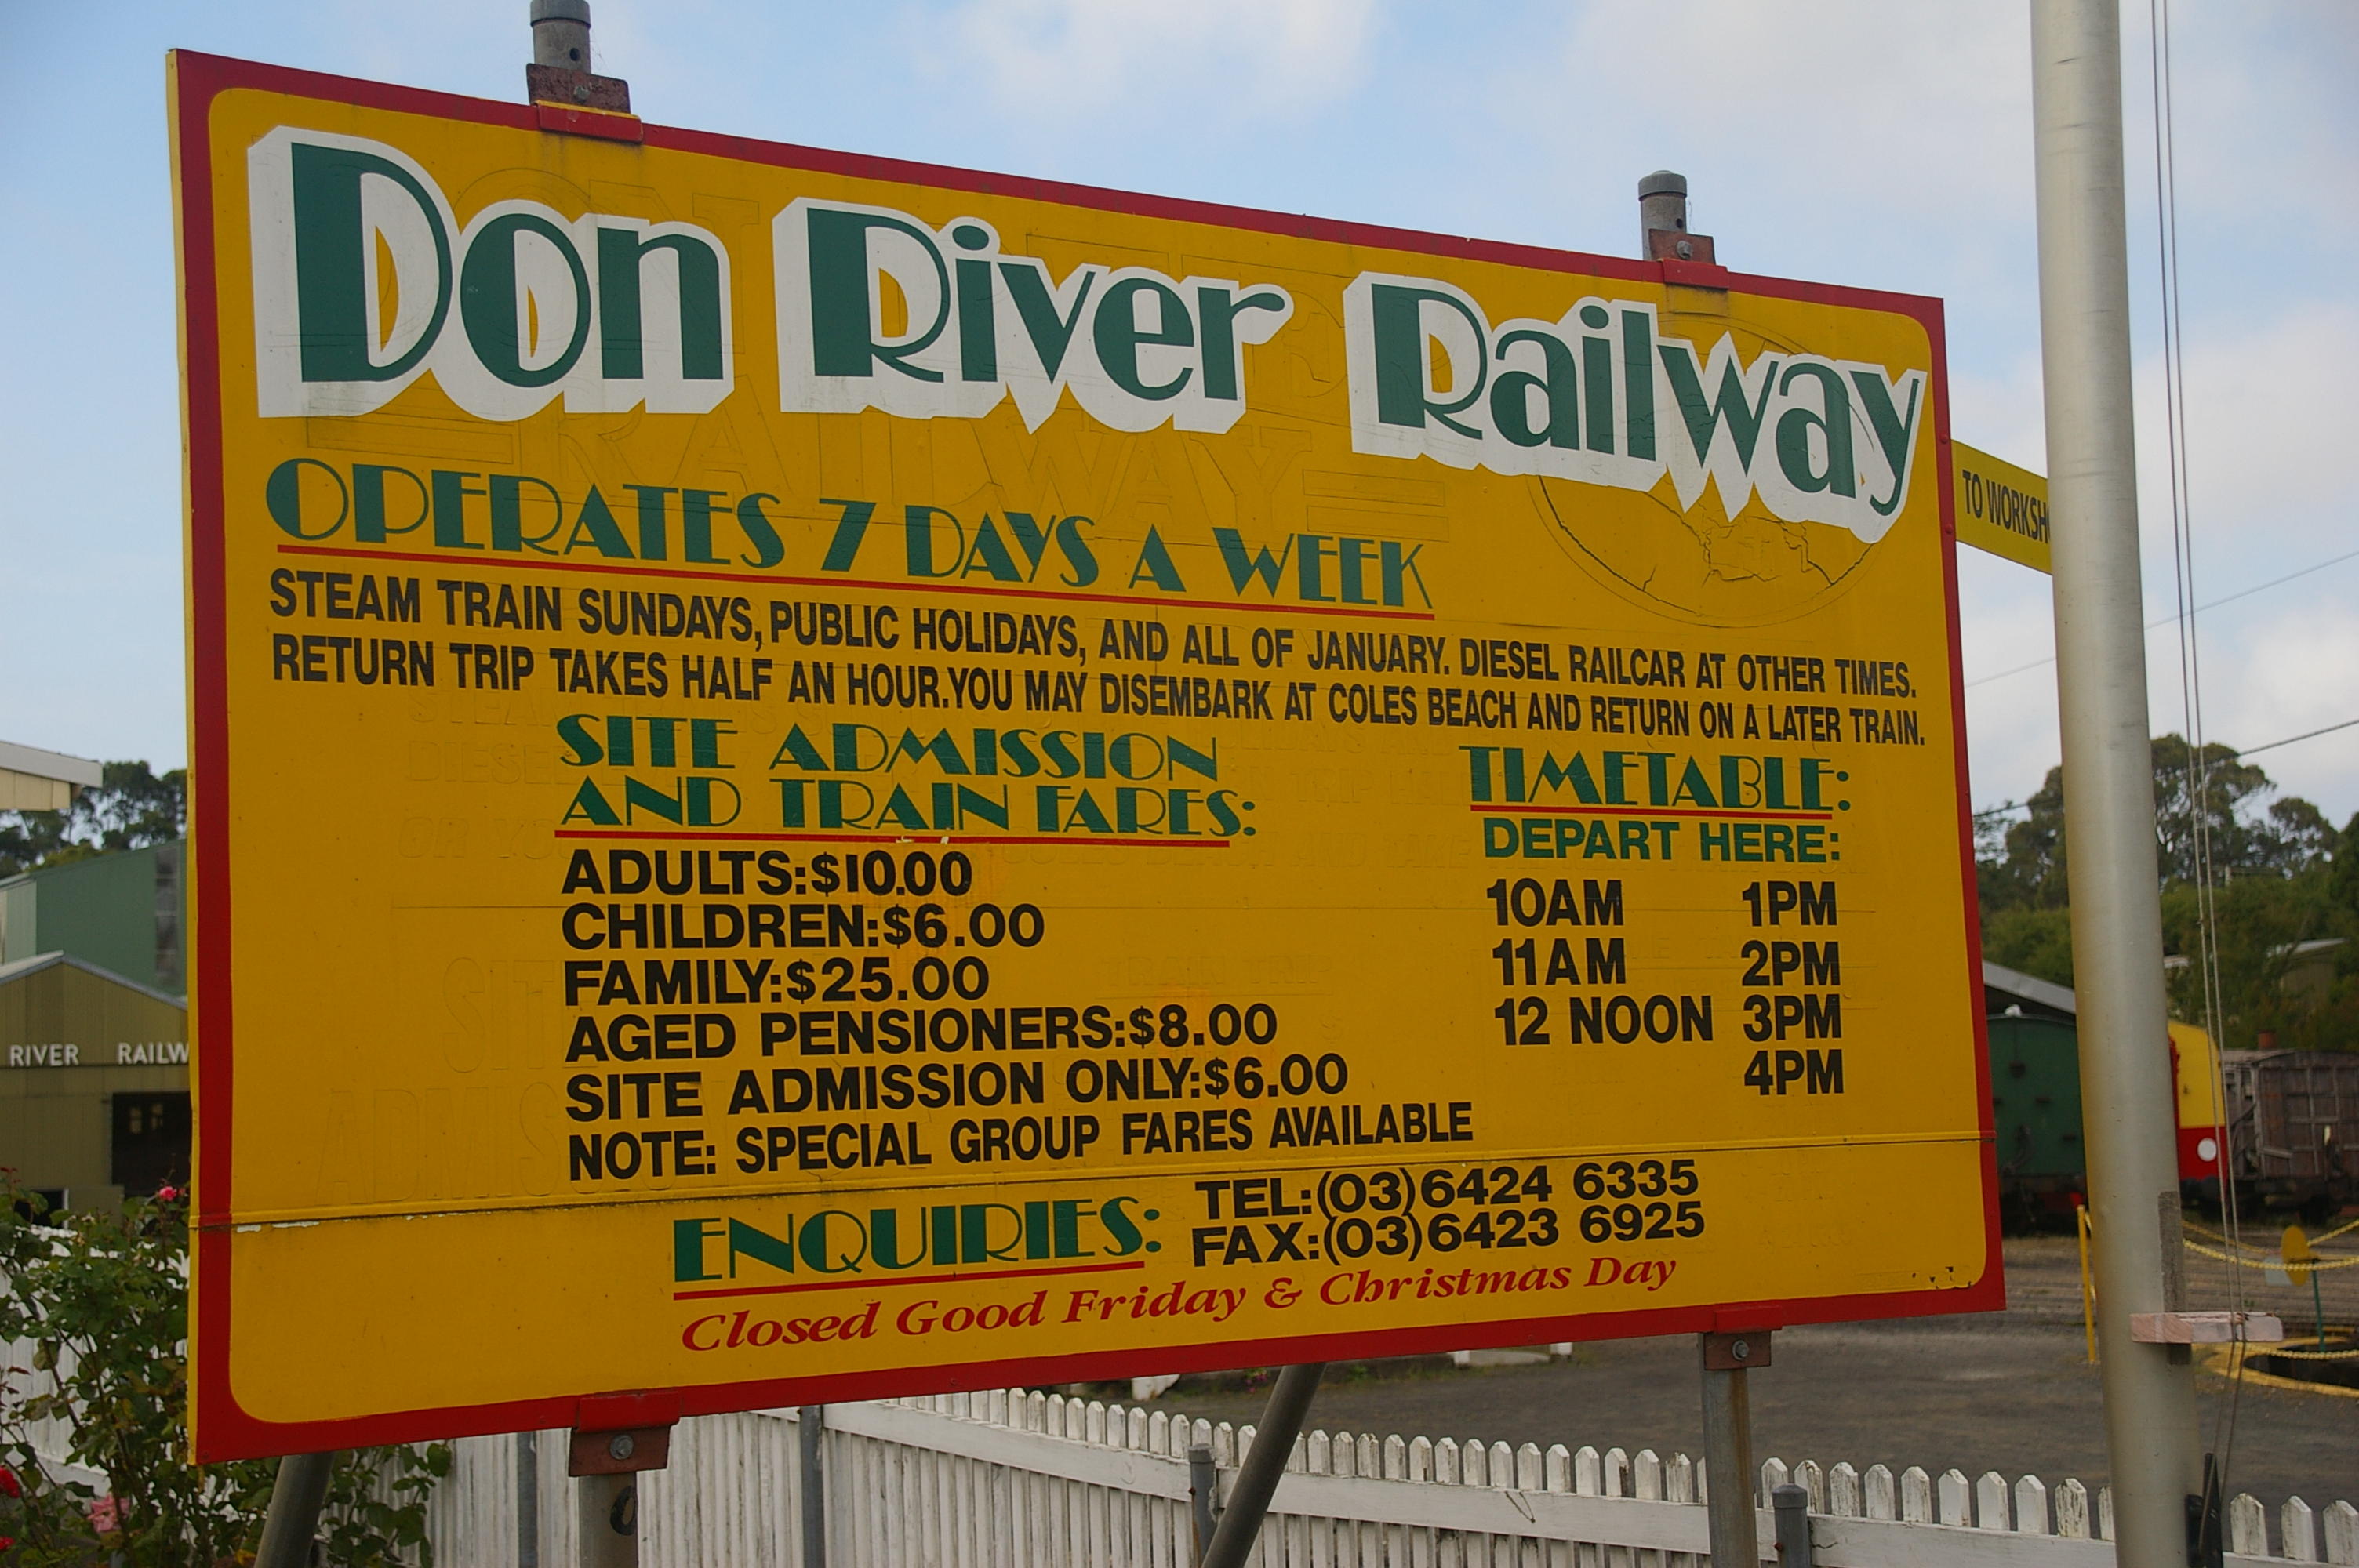 Don River Railway
OPERATES 7 DAYS A WEEK
STEAM TRAIN SUNDAYS, PUBLIC HOLIDAYS, AND ALL OF JANUARY. DIESEL RAILCAR AT OTHER TIMES.
RETURN TRIP TAKES HALF AN HOUR. YOU MAY DISEMBARK AT COLES BEACH AND RETURN ON A LATER TRAIN.
SITE ADMISSION
AND TRAIN FARES:
ADULTS: $10.00
CHILDREN: $6.00
FAMILY: $25.00
AGED PENSIONERS: $8.00
SITE ADMISSION ONLY: $6.00
NOTE: SPECIAL GROUP FARES AVAILABLE
TIMETABLE:
DEPART HERE:
10AM 1PM
11AM 2PM
12 NOON 3PM
4PM
ENQUIRIES:
TEL: (03) 6424 6335
FAX: (03) 6423 6925
Closed Good Friday & Christmas Day
TO
RIVER